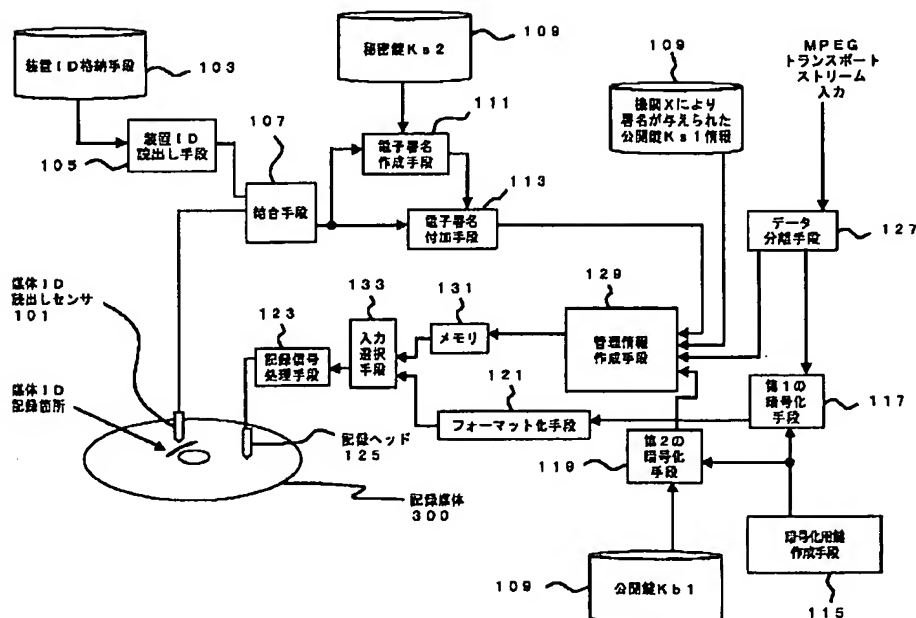 装置ID格納手段
103
装置ID
読出し手段
105
107
結合手段
109
秘密鍵Ks2
111
電子署名
作成手段
113
電子署名
付加手段
109
機関Xにより
署名が与えられた
公開鍵Ks1情報
MPEG
トランスポート
ストリーム
入力
データ
分離手段
127
媒体ID
読出しセンサ
101
媒体ID
記録箇所
123
記録信号
処理手段
133
入力
選択
手段
131
メモリ
129
管理情報
作成手段
121
フォーマット化手段
第1の
暗号化
手段
117
第2の
暗号化
手段
119
記録ヘッド
125
記録媒体
300
109
公開鍵Kb1
暗号化用鍵
作成手段
115